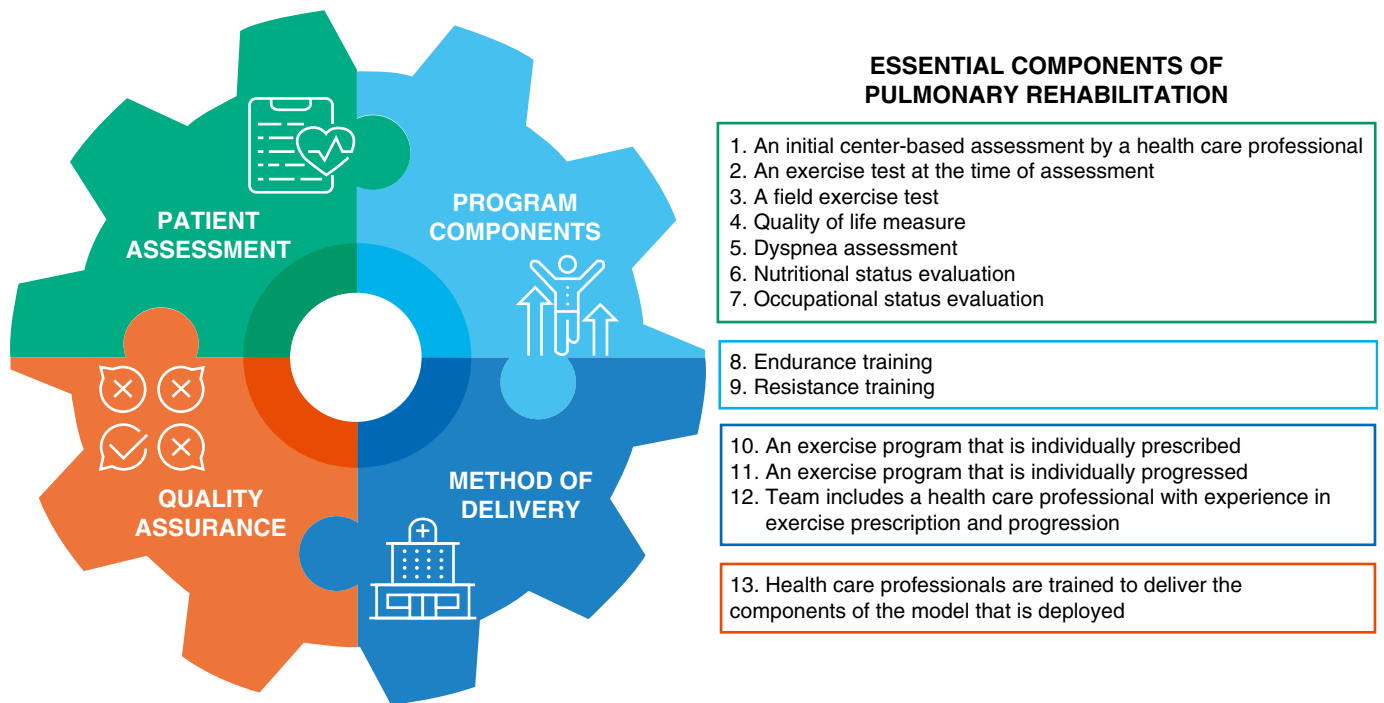 PATIENT
ASSESSMENT
PROGRAM
COMPONENTS
QUALITY
ASSURANCE
METHOD OF
DELIVERY
ESSENTIAL COMPONENTS OF
PULMONARY REHABILITATION
1. An initial center-based assessment by a health care professional
2. An exercise test at the time of assessment
3. A field exercise test
4. Quality of life measure
5. Dyspnea assessment
6. Nutritional status evaluation
7. Occupational status evaluation
8. Endurance training
9. Resistance training
10. An exercise program that is individually prescribed
11. An exercise program that is individually progressed
12. Team includes a health care professional with experience in
exercise prescription and progression
13. Health care professionals are trained to deliver the
components of the model that is deployed